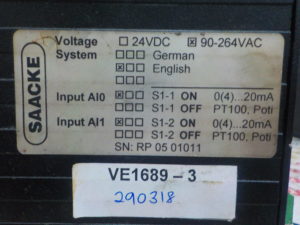 SAACKE
Voltage ☐ 24VDC ☒ 90-264VAC
System ☐☐☐ German
☒☐☐ English
☐☐☐
Input AI0 ☒☐☐ S1-1 ON 0(4)...20mA
☐☐☐ S1-1 OFF PT100, Poti
Input AI1 ☒☐☐ S1-2 ON 0(4)...20mA
☐☐☐ S1-2 OFF PT100, Poti
SN: RP 05 01011
VE1689 – 3
290318